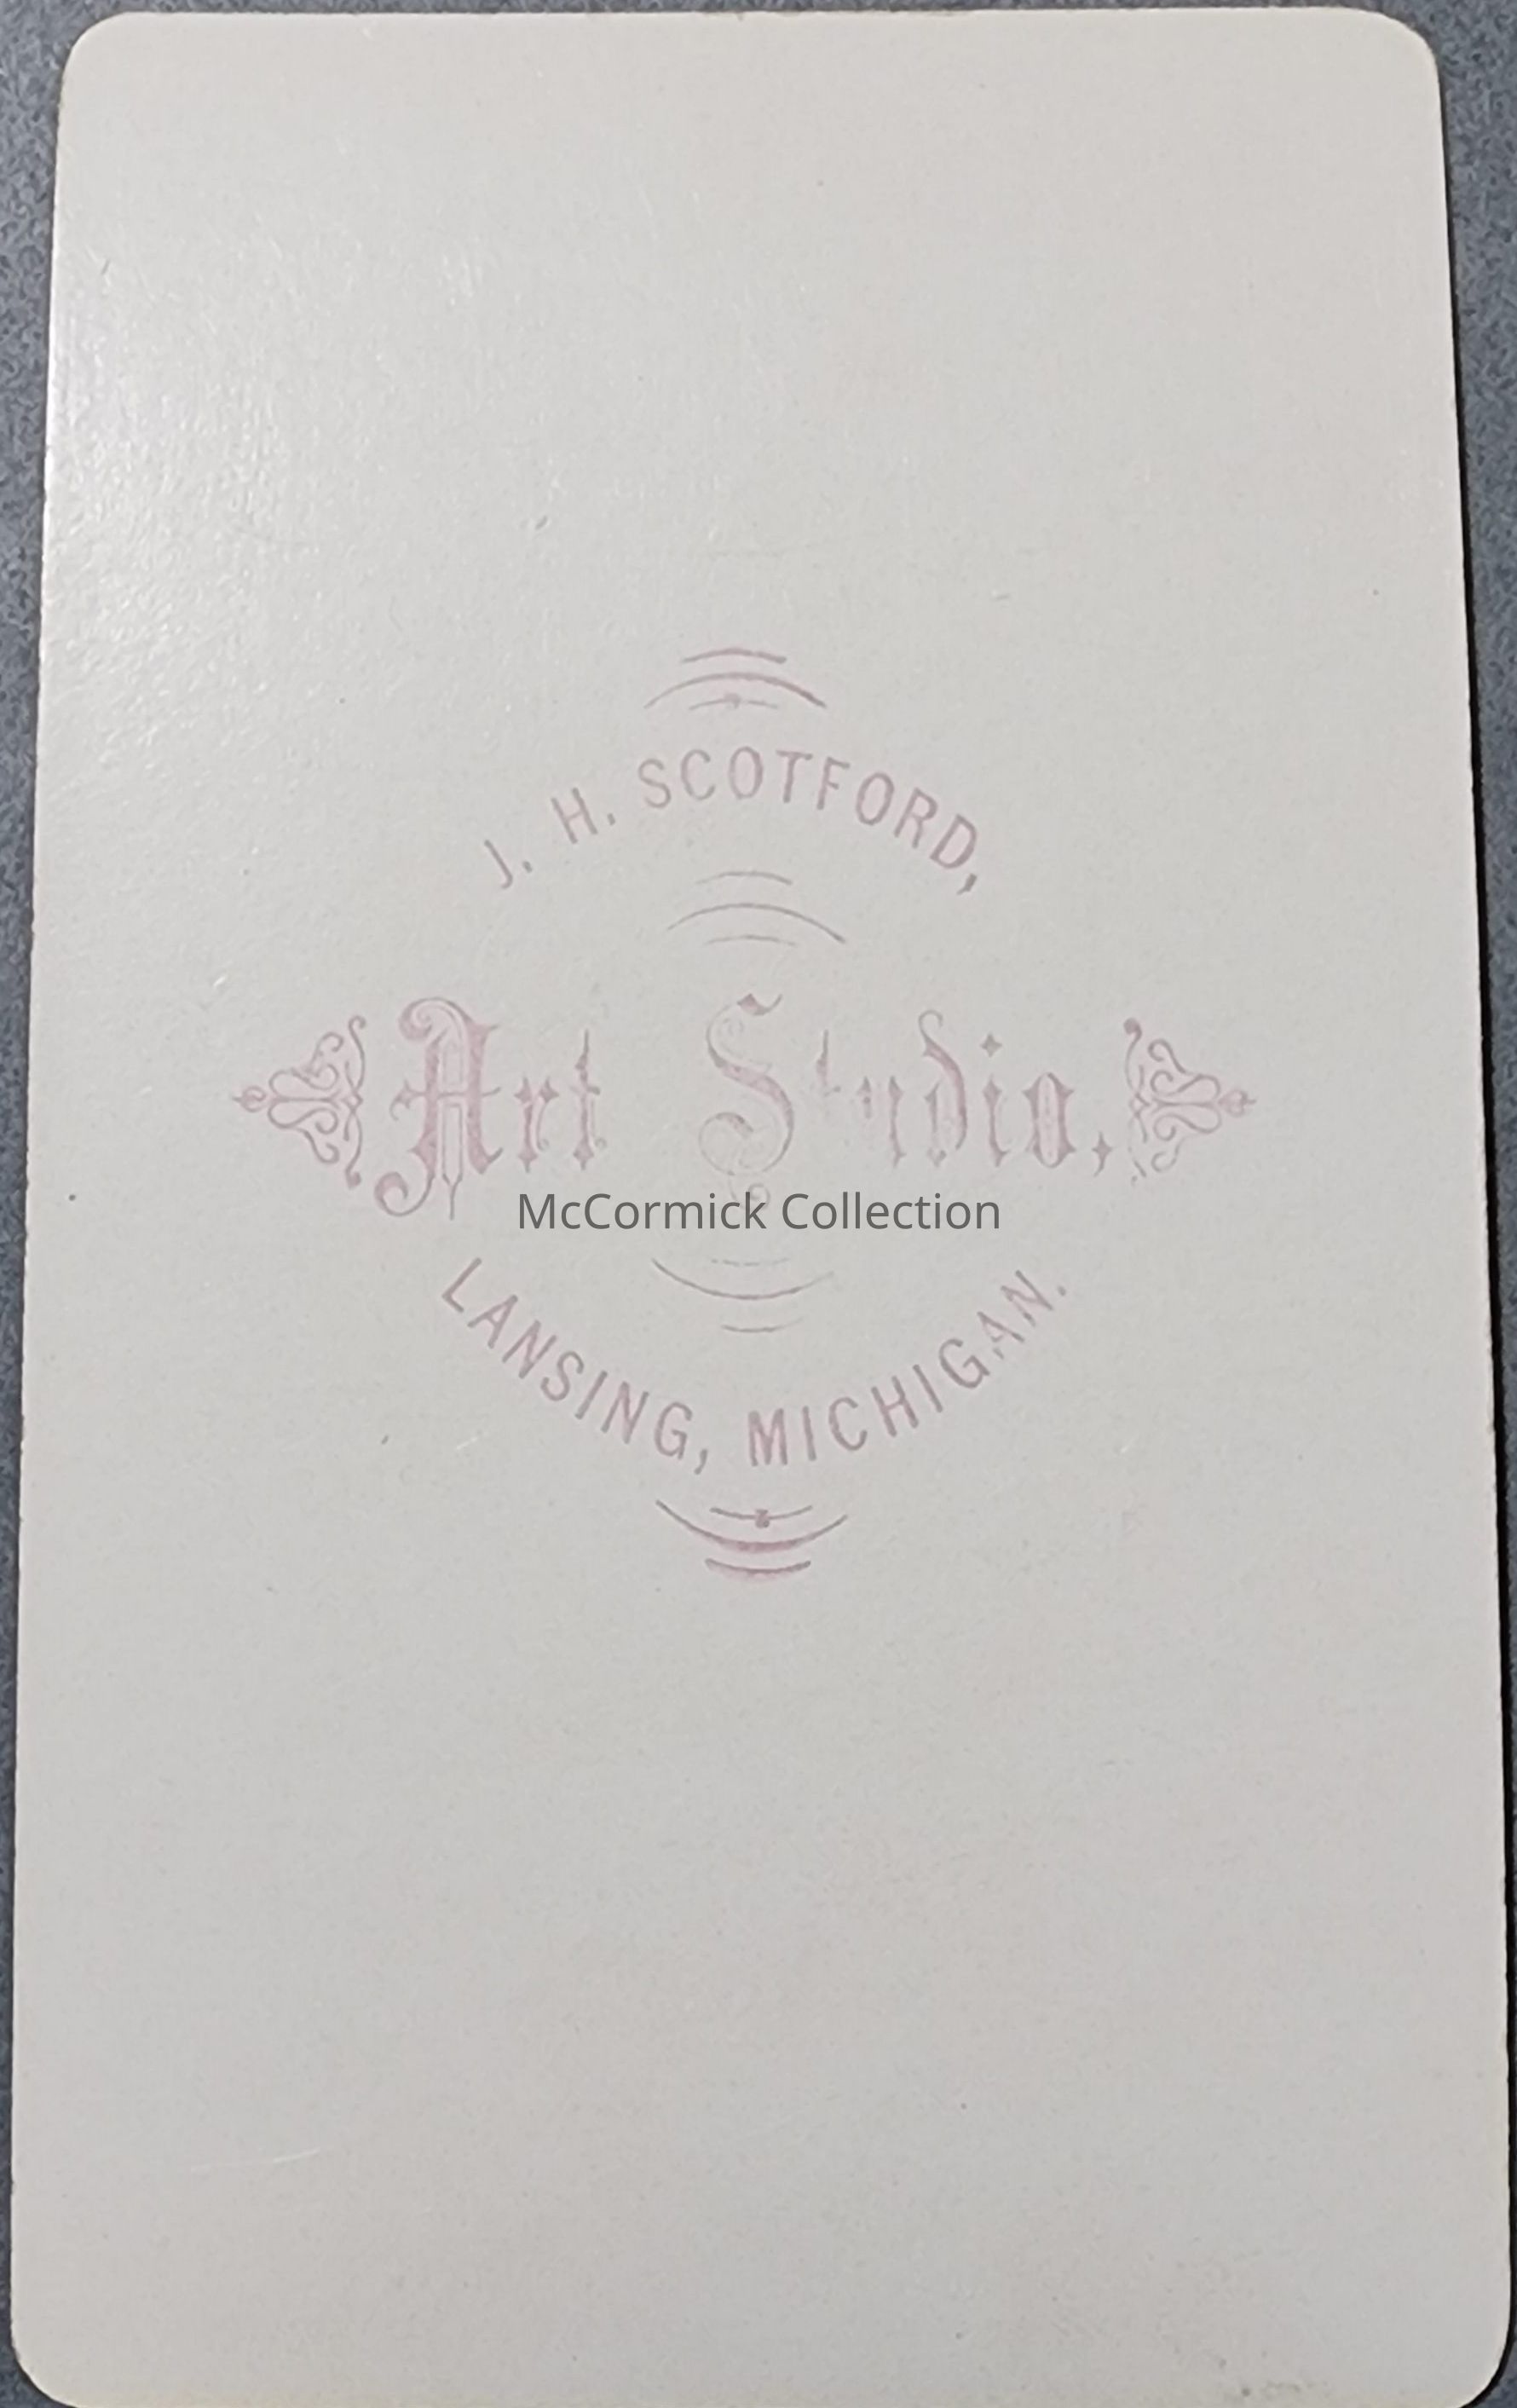 J. H. SCOTFORD,
Art Studio,
McCormick Collection
LANSING, MICHIGAN.